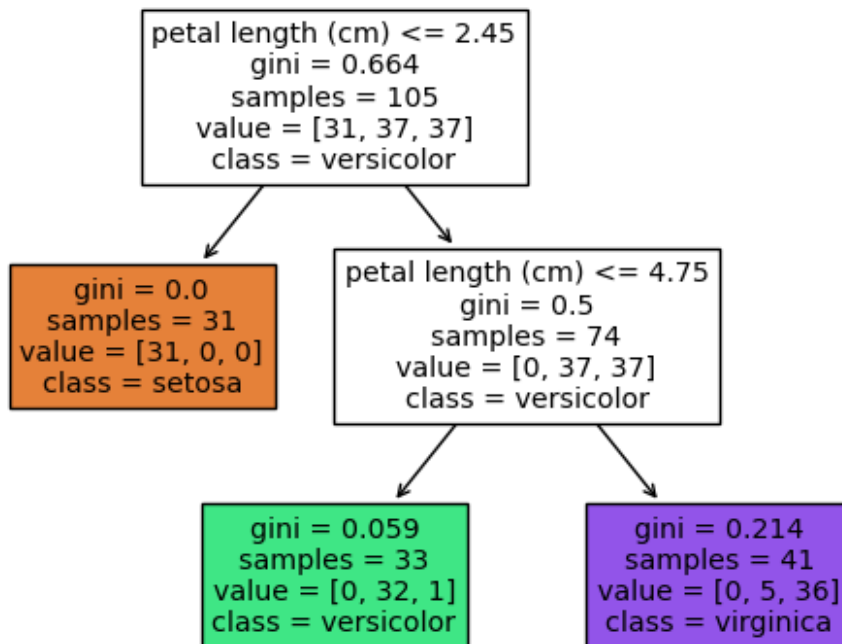 petal length (cm) <= 2.45
gini = 0.664
samples = 105
value = [31, 37, 37]
class = versicolor
gini = 0.0
samples = 31
value = [31, 0, 0]
class = setosa
petal length (cm) <= 4.75
gini = 0.5
samples = 74
value = [0, 37, 37]
class = versicolor
gini = 0.059
samples = 33
value = [0, 32, 1]
class = versicolor
gini = 0.214
samples = 41
value = [0, 5, 36]
class = virginica